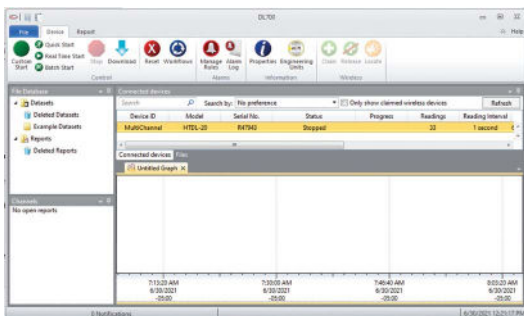 DL700
File Device Report Help
Custom Start
Quick Start
Real Time Start
Batch Start
Stop
Download
Reset
Workflows
Manage Rules
Alarm Log
Properties
Engineering Units
Claim
Release
Locate
Control Alarms Information Wireless
File Database
Datasets
Deleted Datasets
Example Datasets
Reports
Deleted Reports
Channels
No open reports
Connected devices
Search Search by: No preference Only show claimed wireless devices Refresh
Device ID Model Serial No. Status Progress Readings Reading Interval
MultiChannel HTDL-20 R47943 Stopped 33 1 second
Connected devices Files
Untitled Graph
7:13:20 AM 7:30:00 AM 7:46:40 AM 8:03:20 AM
6/30/2021 6/30/2021 6/30/2021 6/30/2021
-05:00 -05:00 -05:00 -05:00
0 Notifications 6/30/2021 12:21:17 PM